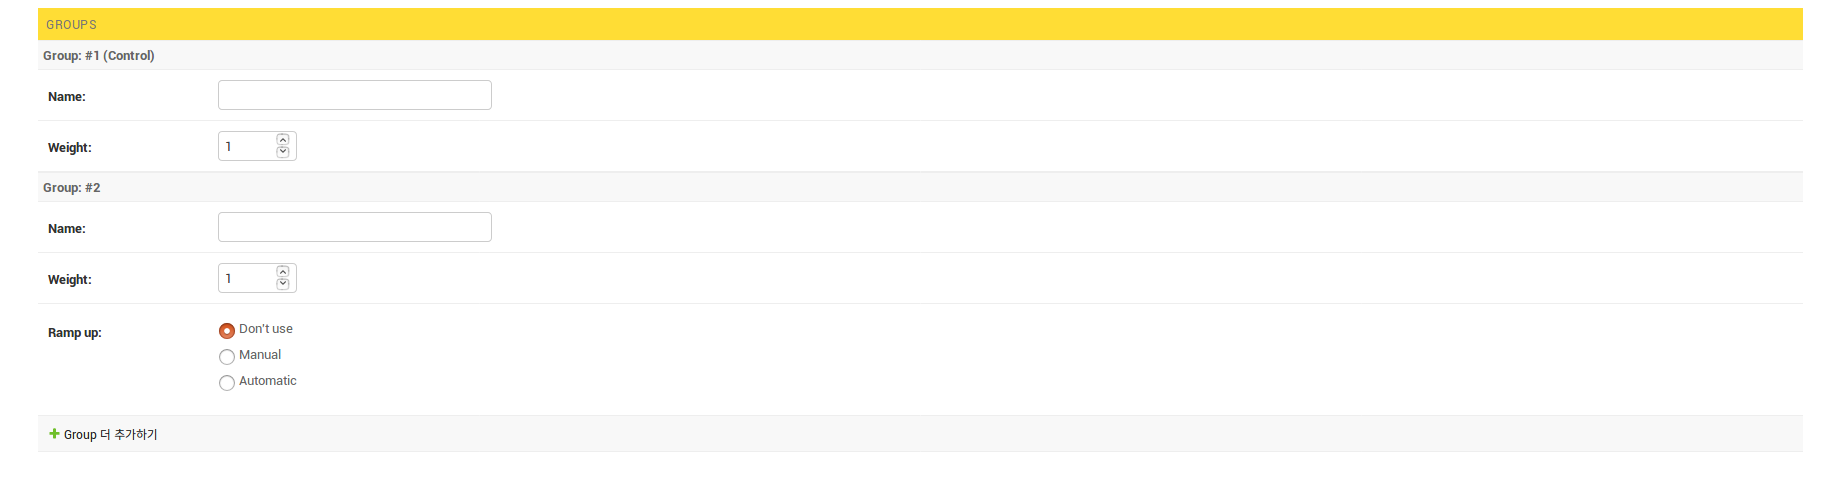 GROUPS
Group: #1 (Control)
Name:
Weight: 1
Group: #2
Name:
Weight: 1
Ramp up: Don't use
Manual
Automatic
Group 더 추가하기